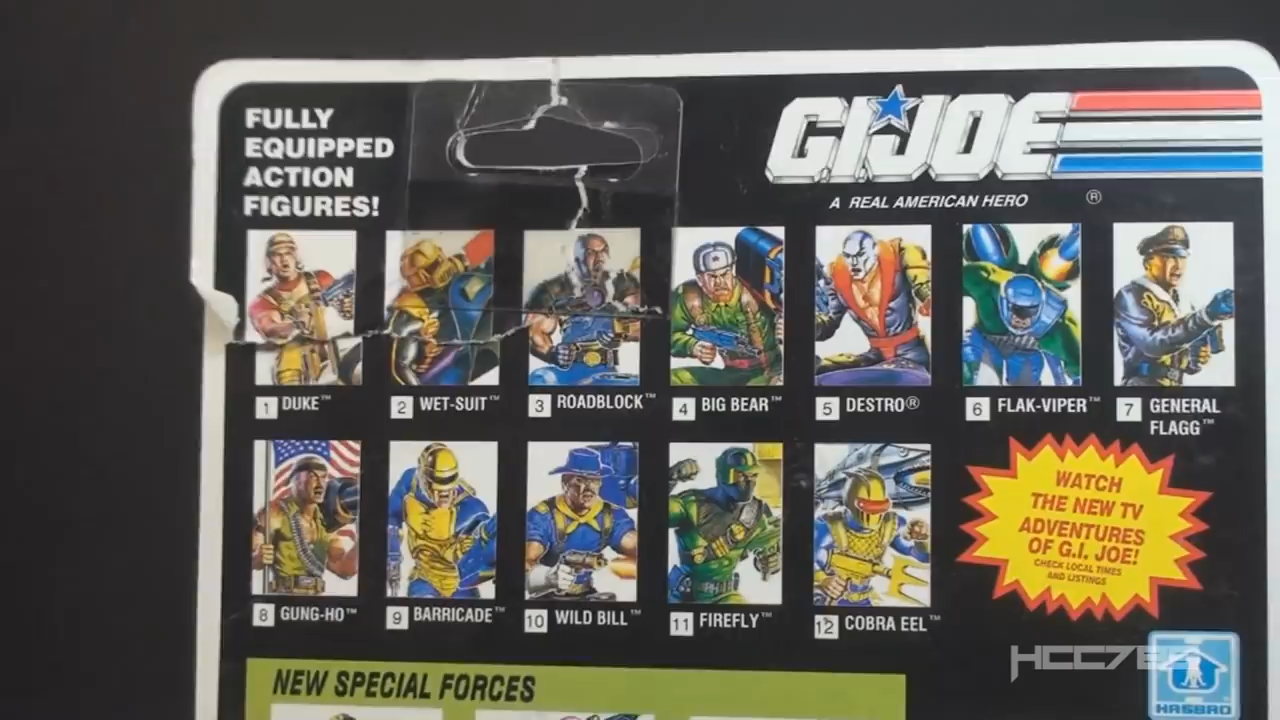 FULLY
EQUIPPED
ACTION
FIGURES!
G.I. JOE
A REAL AMERICAN HERO ®
1 DUKE™
2 WET-SUIT™
3 ROADBLOCK™
4 BIG BEAR™
5 DESTRO®
6 FLAK-VIPER™
7 GENERAL
FLAGG™
8 GUNG-HO™
9 BARRICADE™
10 WILD BILL™
11 FIREFLY™
12 COBRA EEL™
WATCH
THE NEW TV
ADVENTURES
OF G.I. JOE!
CHECK LOCAL TIMES
AND LISTINGS
NEW SPECIAL FORCES
HASBRO